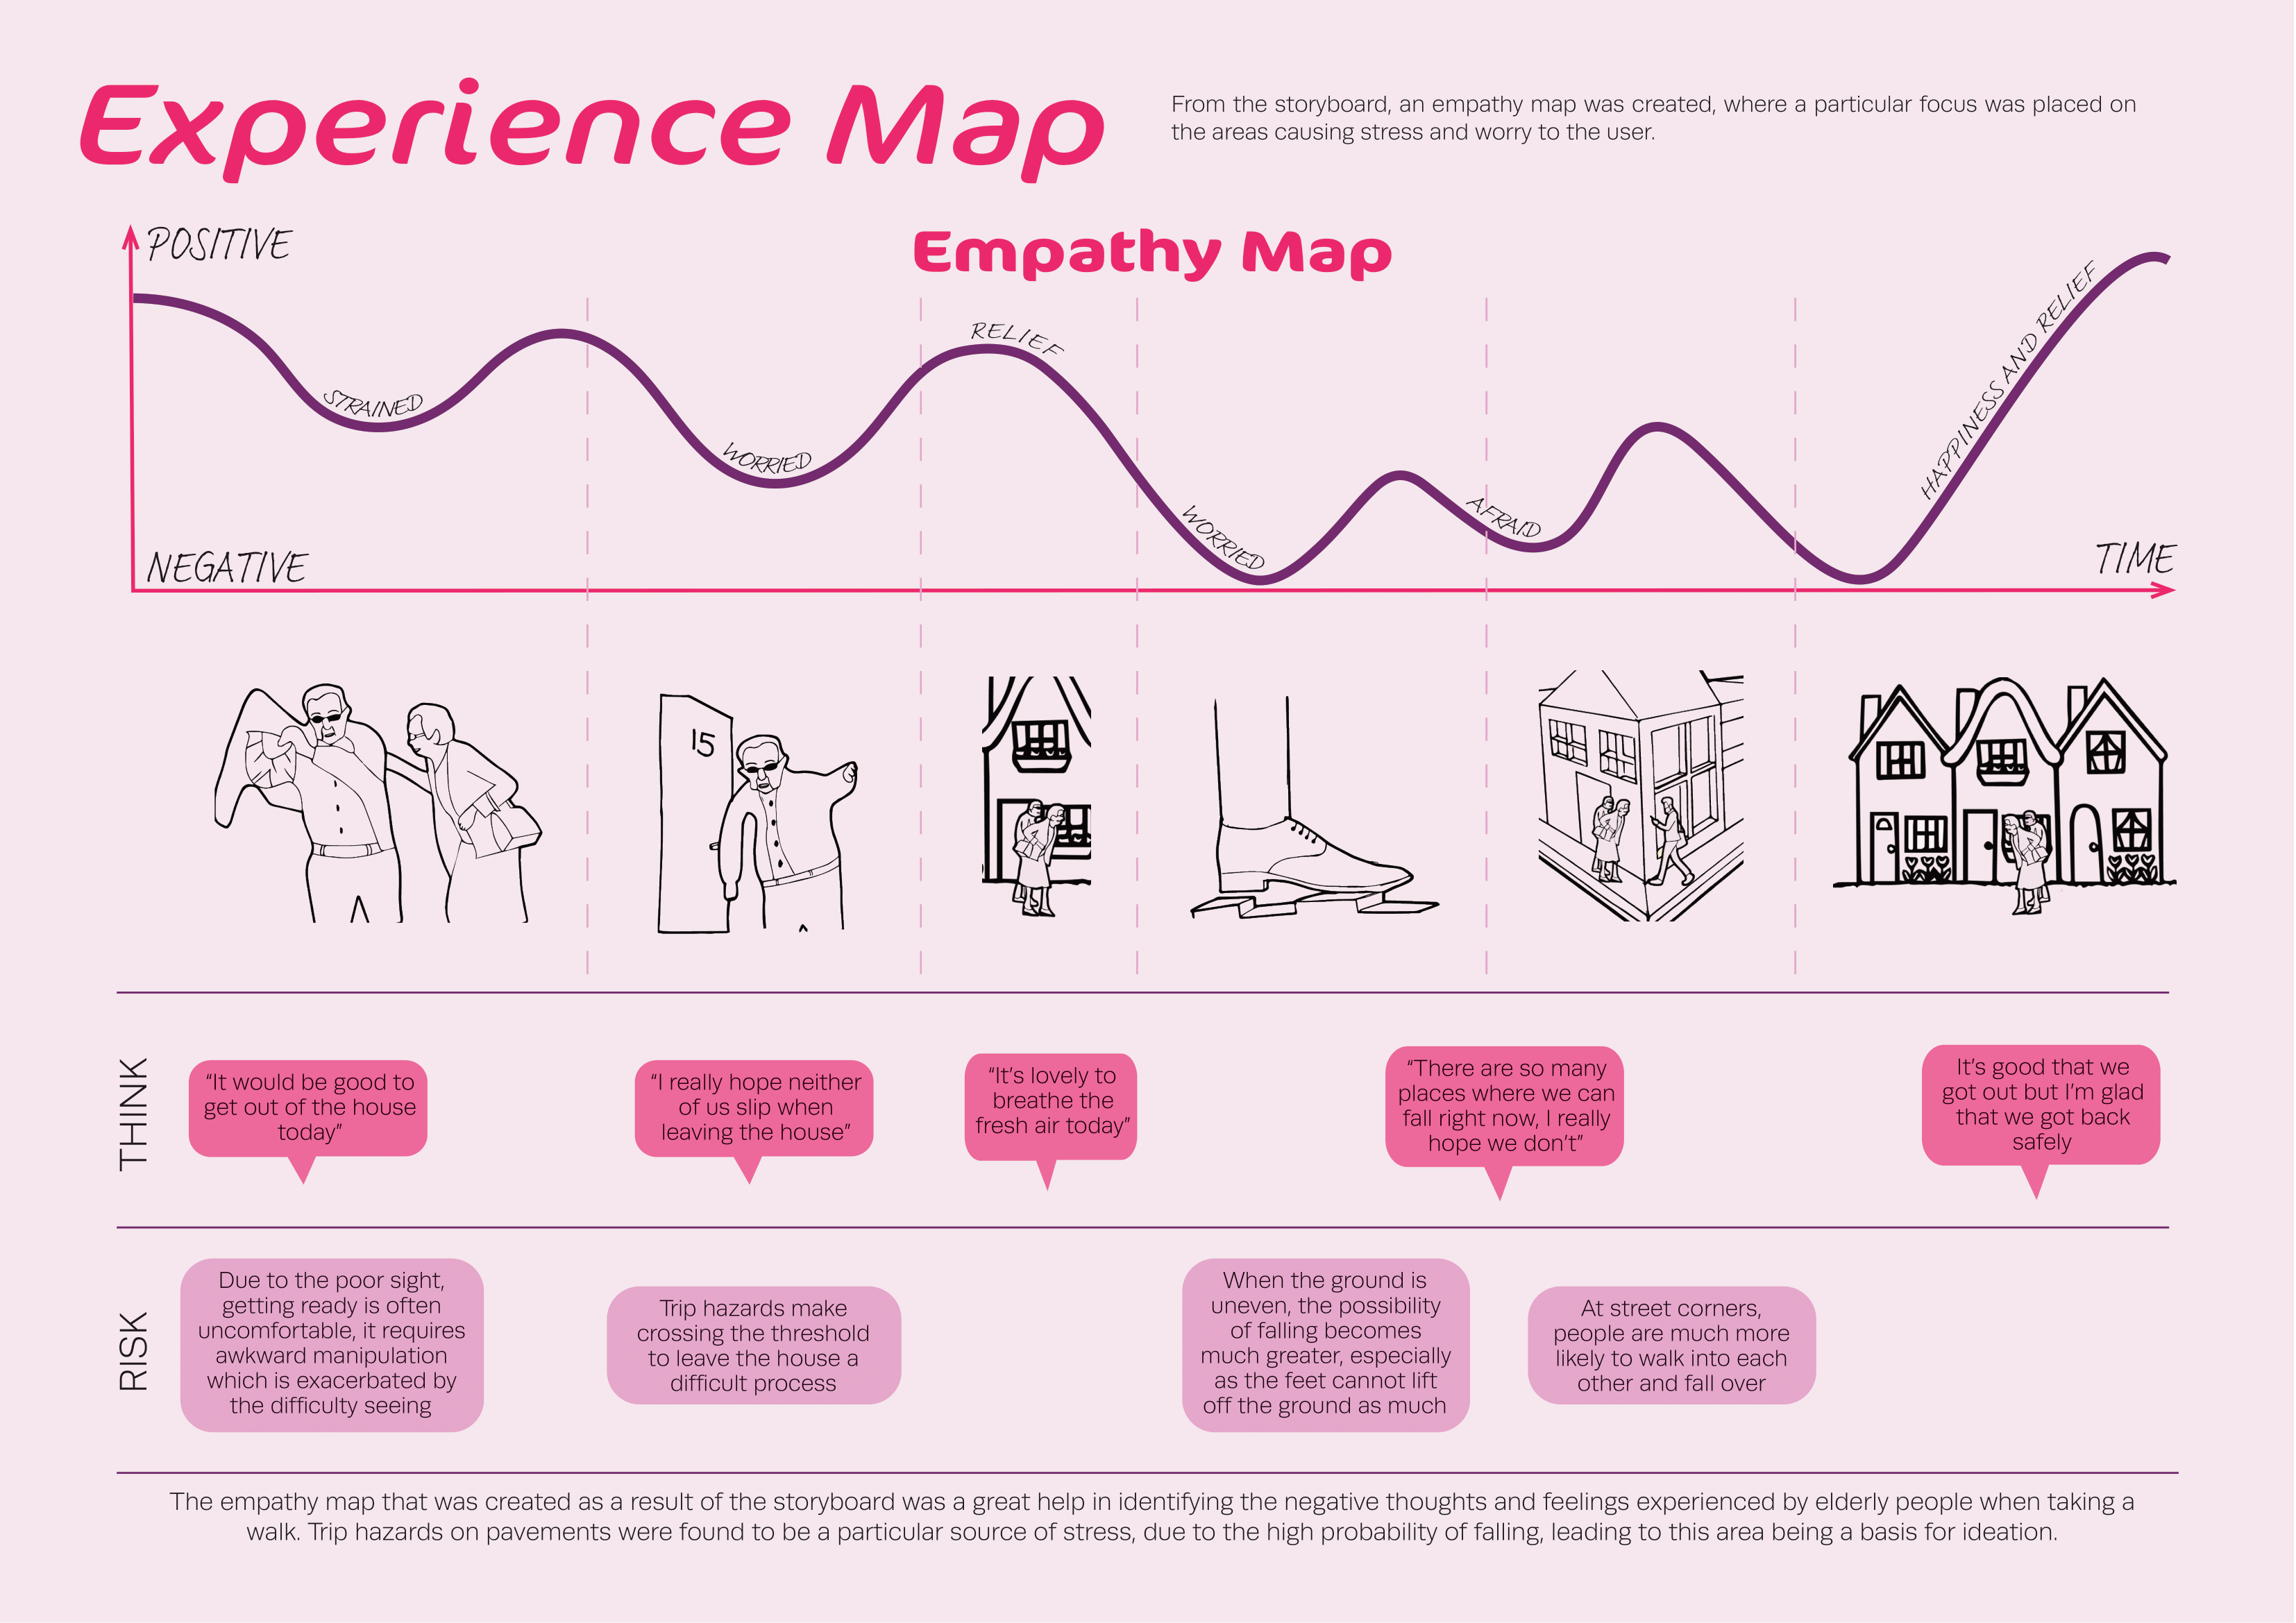 Experience Map
From the storyboard, an empathy map was created, where a particular focus was placed on
the areas causing stress and worry to the user.
Empathy Map
POSITIVE
STRAINED
WORRIED
RELIEF
WORRIED
AFRAID
HAPPINESS AND RELIEF
NEGATIVE
TIME
15
THINK
“It would be good to
get out of the house
today”
“I really hope neither
of us slip when
leaving the house”
“It’s lovely to
breathe the
fresh air today”
“There are so many
places where we can
fall right now, I really
hope we don’t”
It’s good that we
got out but I’m glad
that we got back
safely
RISK
Due to the poor sight,
getting ready is often
uncomfortable, it requires
awkward manipulation
which is exacerbated by
the difficulty seeing
Trip hazards make
crossing the threshold
to leave the house a
difficult process
When the ground is
uneven, the possibility
of falling becomes
much greater, especially
as the feet cannot lift
off the ground as much
At street corners,
people are much more
likely to walk into each
other and fall over
The empathy map that was created as a result of the storyboard was a great help in identifying the negative thoughts and feelings experienced by elderly people when taking a
walk. Trip hazards on pavements were found to be a particular source of stress, due to the high probability of falling, leading to this area being a basis for ideation.